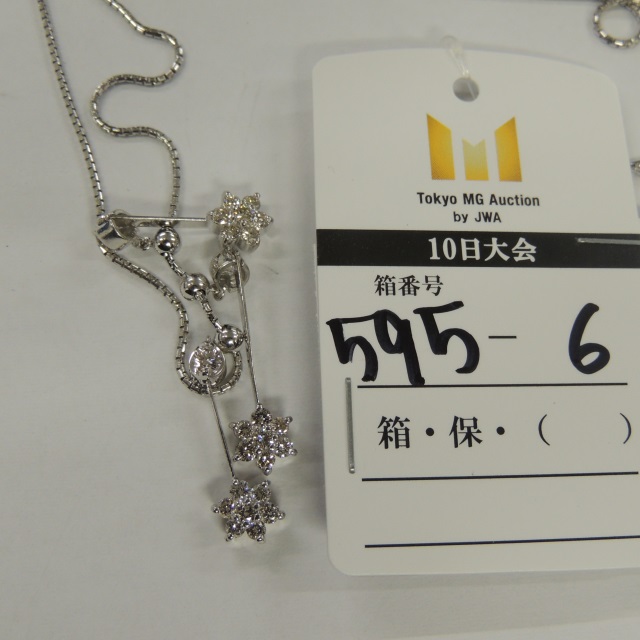 Tokyo MG Auction
by JWA
10日大会
箱番号
595- 6
箱・保・(　　)